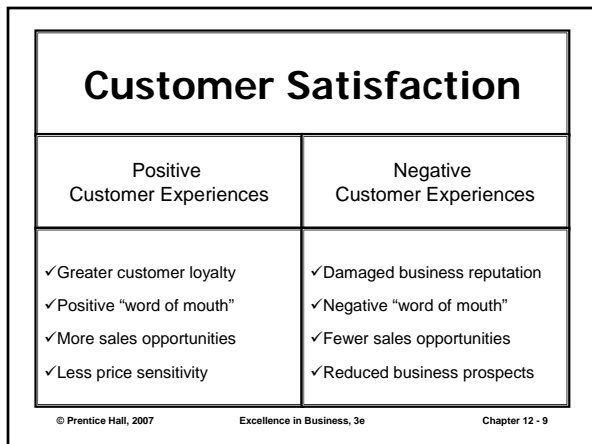 Customer Satisfaction
Positive
Customer Experiences
Negative
Customer Experiences
✓Greater customer loyalty
✓Positive “word of mouth”
✓More sales opportunities
✓Less price sensitivity
✓Damaged business reputation
✓Negative “word of mouth”
✓Fewer sales opportunities
✓Reduced business prospects
© Prentice Hall, 2007 Excellence in Business, 3e Chapter 12 - 9